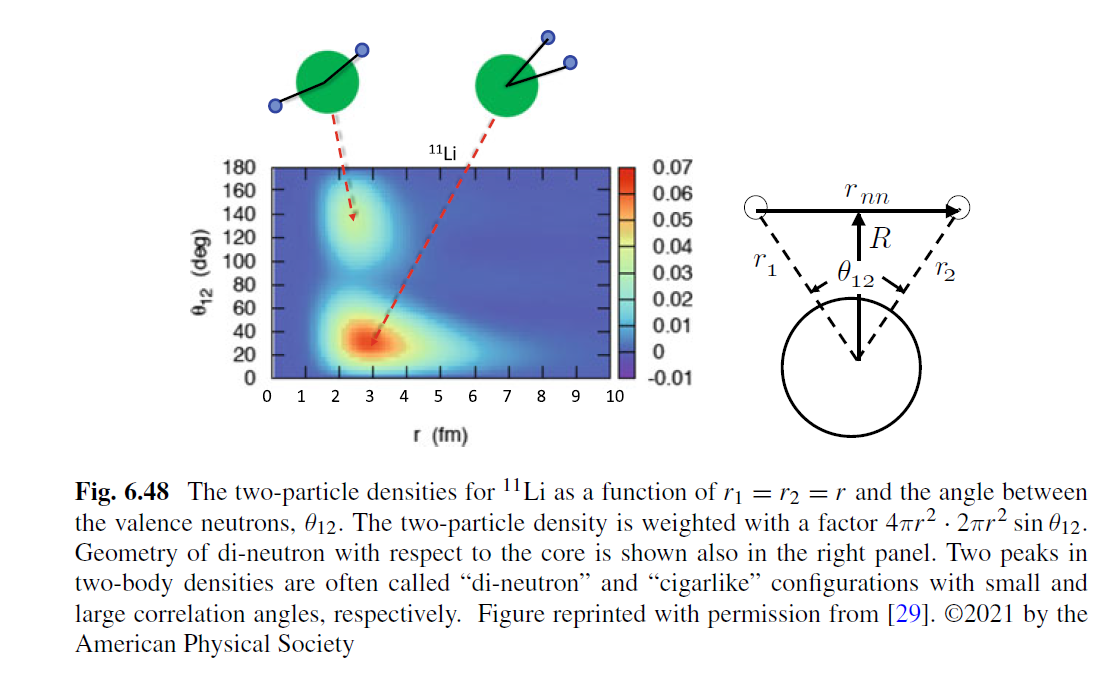 ¹¹Li
180
160
140
120
100
80
60
40
20
0
θ₁₂ (deg)
0 1 2 3 4 5 6 7 8 9 10
r (fm)
0.07
0.06
0.05
0.04
0.03
0.02
0.01
0
-0.01
r nn
R
r₁
θ₁₂
r₂
Fig. 6.48 The two-particle densities for ¹¹Li as a function of r₁ = r₂ = r and the angle between
the valence neutrons, θ₁₂. The two-particle density is weighted with a factor 4πr² · 2πr² sin θ₁₂.
Geometry of di-neutron with respect to the core is shown also in the right panel. Two peaks in
two-body densities are often called “di-neutron” and “cigarlike” configurations with small and
large correlation angles, respectively. Figure reprinted with permission from [29]. ©2021 by the
American Physical Society